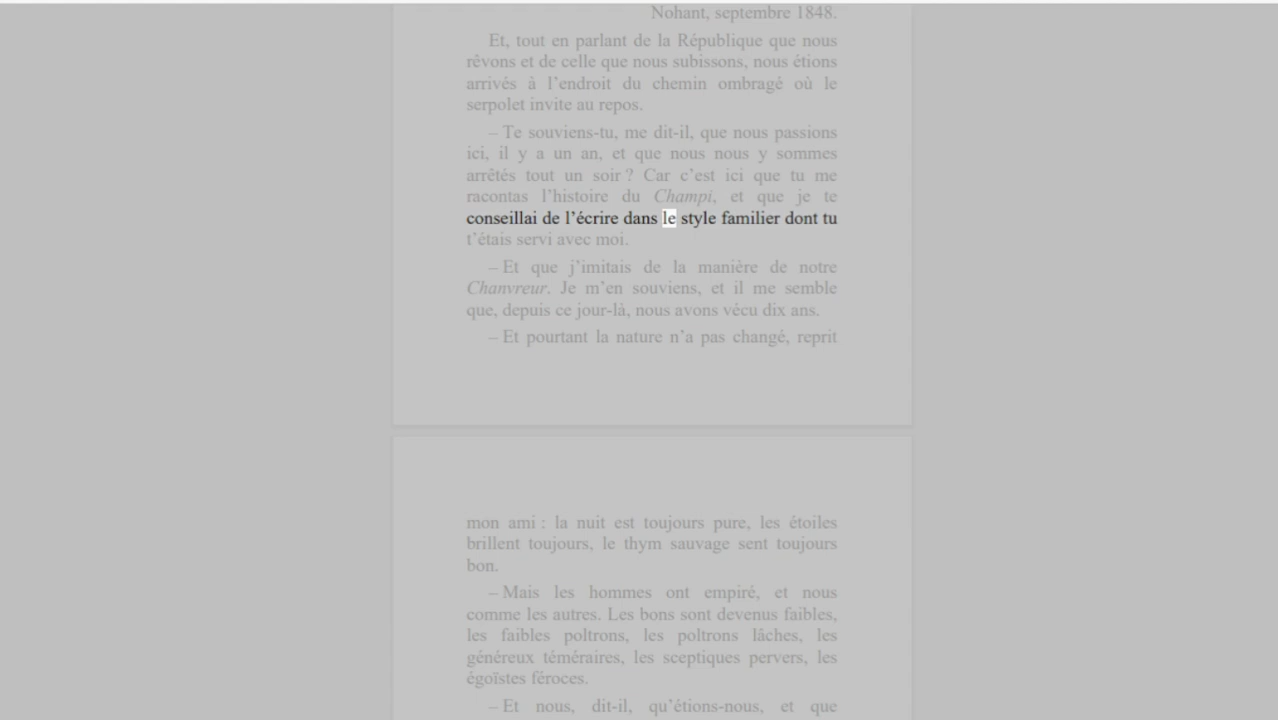 Nohant, septembre 1848.
Et, tout en parlant de la République que nous
rêvons et de celle que nous subissons, nous étions
arrivés à l’endroit du chemin ombragé où le
serpolet invite au repos.
– Te souviens-tu, me dit-il, que nous passions
ici, il y a un an, et que nous nous y sommes
arrêtés tout un soir ? Car c’est ici que tu me
racontas l’histoire du Champi, et que je te
conseillai de l’écrire dans le style familier dont tu
t’étais servi avec moi.
– Et que j’imitais de la manière de notre
Chanvreur. Je m’en souviens, et il me semble
que, depuis ce jour-là, nous avons vécu dix ans.
– Et pourtant la nature n’a pas changé, reprit
mon ami : la nuit est toujours pure, les étoiles
brillent toujours, le thym sauvage sent toujours
bon.
– Mais les hommes ont empiré, et nous
comme les autres. Les bons sont devenus faibles,
les faibles poltrons, les poltrons lâches, les
généreux téméraires, les sceptiques pervers, les
égoïstes féroces.
– Et nous, dit-il, qu’étions-nous, et que